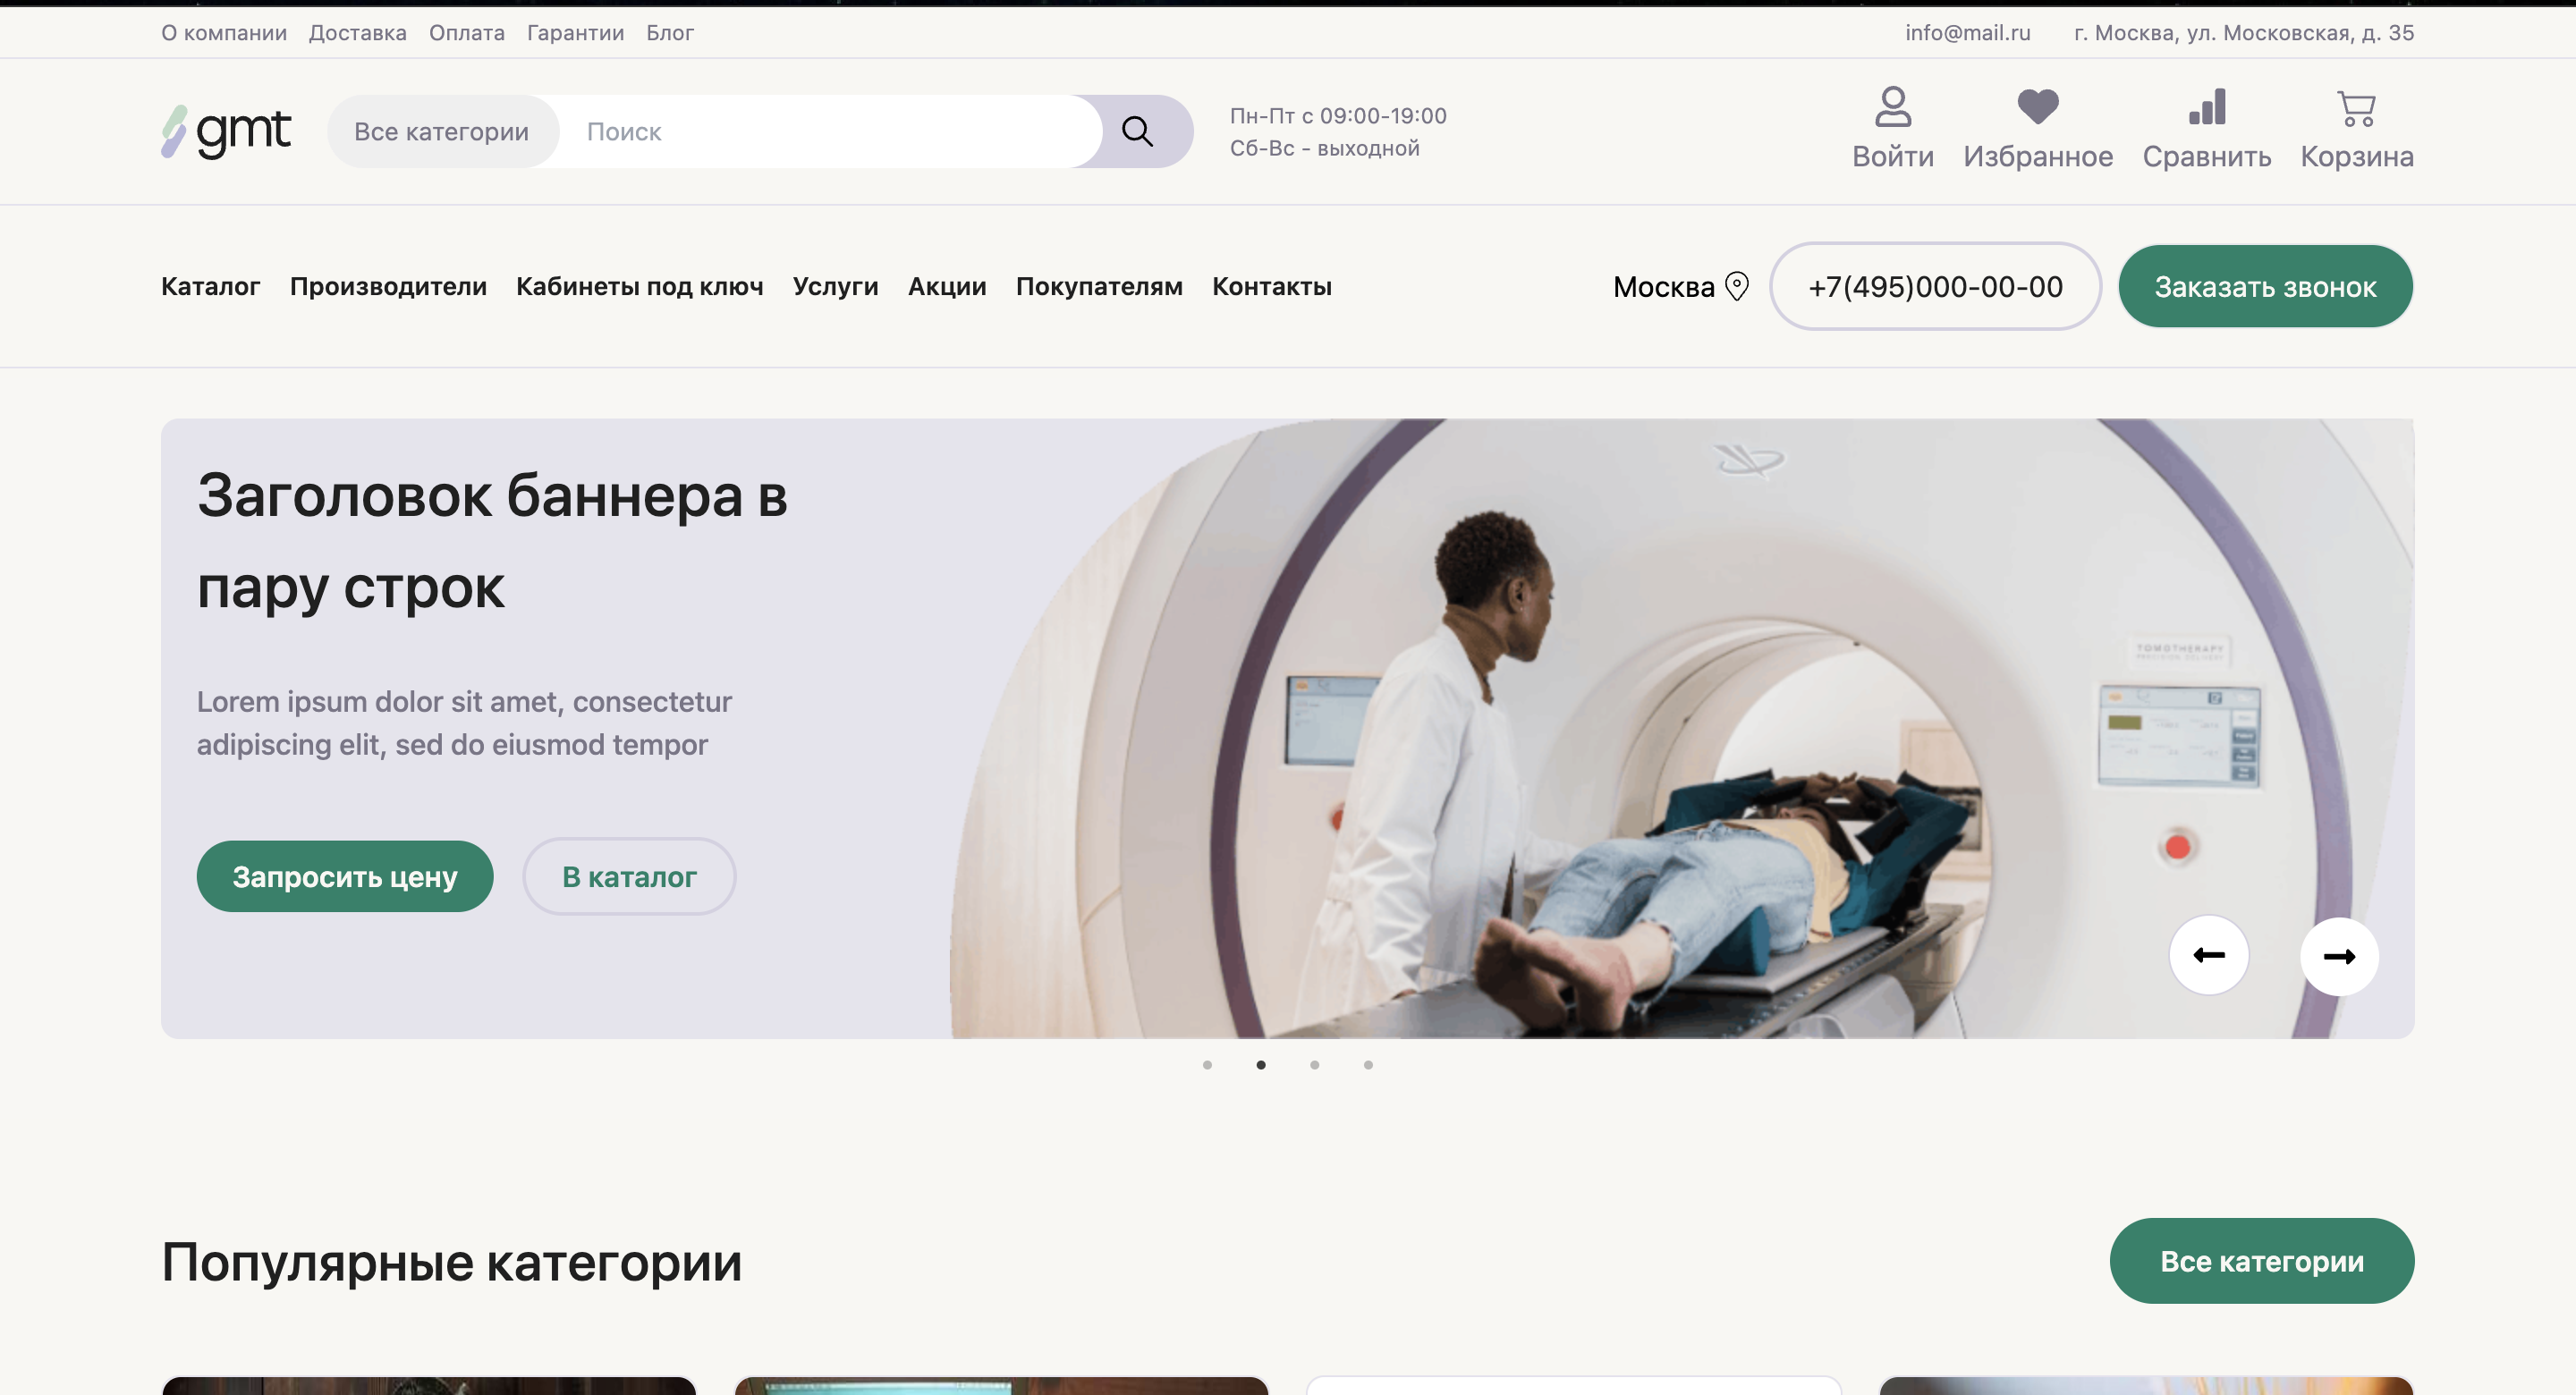 О компании Доставка Оплата Гарантии Блог
info@mail.ru г. Москва, ул. Московская, д. 35
gmt
Все категории
Поиск
Пн-Пт с 09:00-19:00
Сб-Вс - выходной
Войти Избранное Сравнить Корзина
Каталог Производители Кабинеты под ключ Услуги Акции Покупателям Контакты
Москва
+7(495)000-00-00
Заказать звонок
Заголовок баннера в
пару строк
Lorem ipsum dolor sit amet, consectetur
adipiscing elit, sed do eiusmod tempor
Запросить цену
В каталог
TOMOTHERAPY
Популярные категории
Все категории